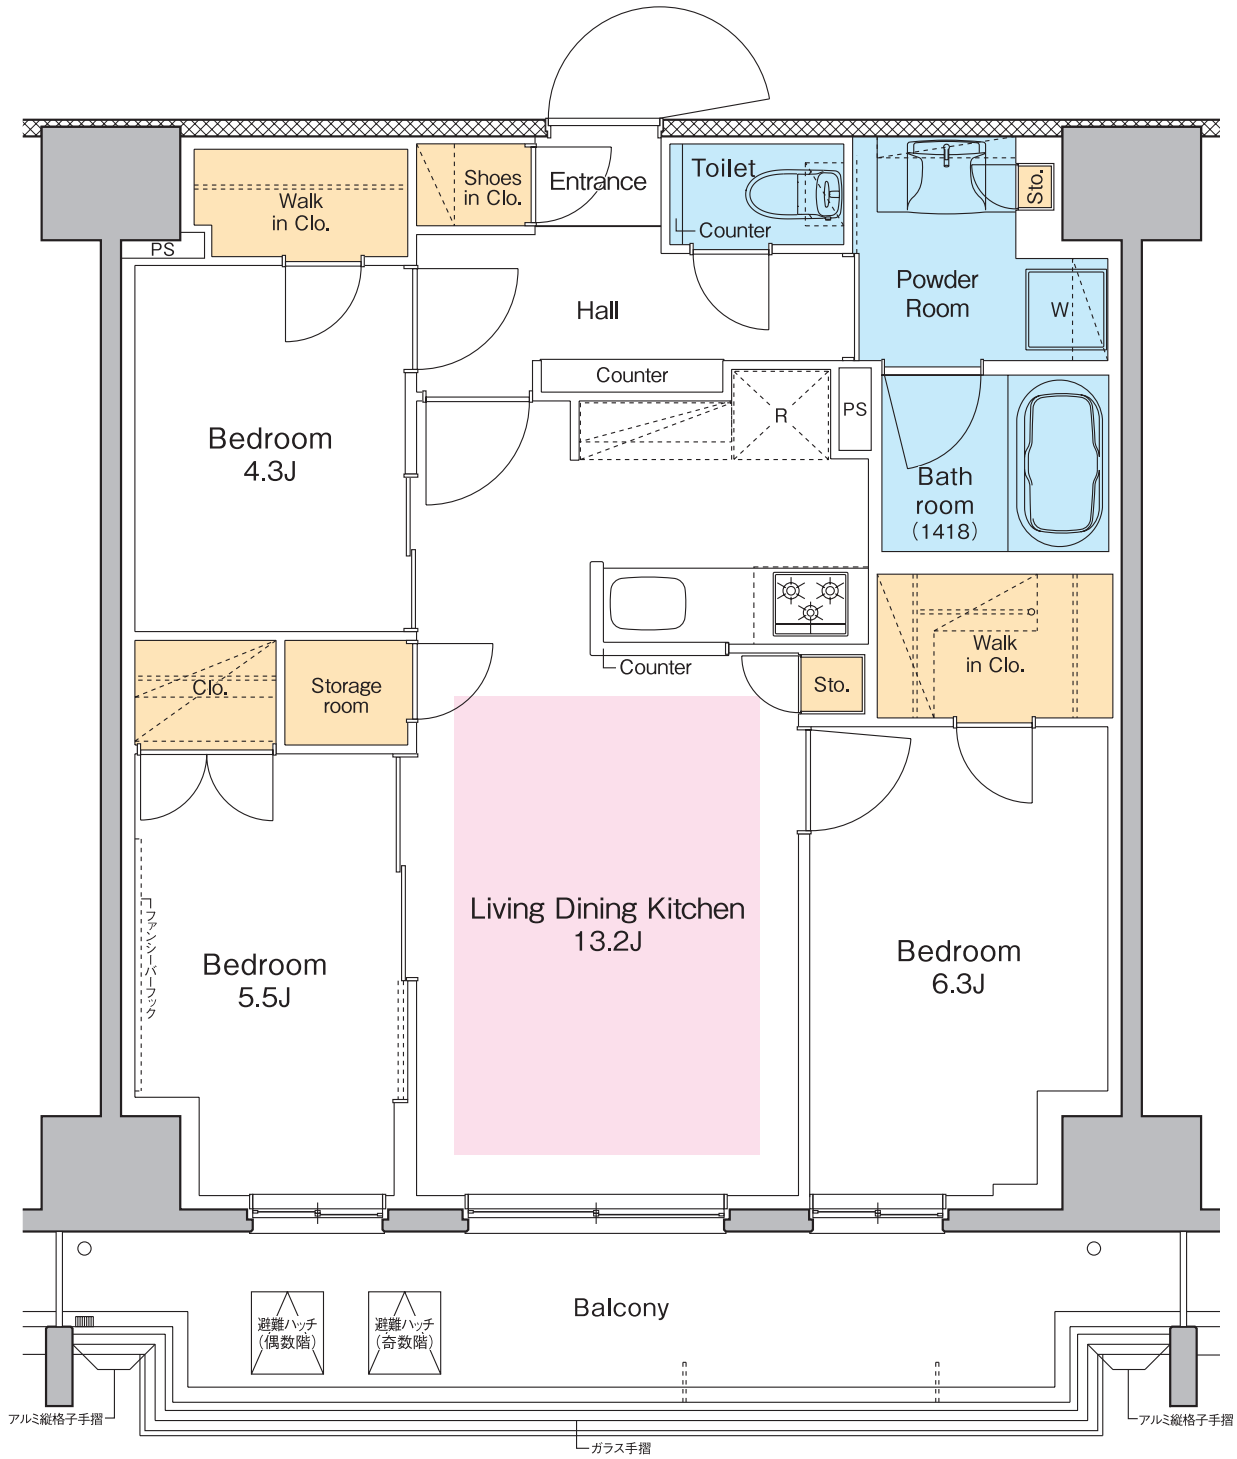 Toilet
Entrance
Shoes
in Clo.
Sto.
Walk
in Clo.
Counter
PS
Powder
Room
Hall
W
Counter
R
PS
Bedroom
4.3J
Bath
room
(1418)
Walk
in Clo.
Counter
Clo.
Storage
room
Sto.
Living Dining Kitchen
13.2J
ファンシーバーフック
Bedroom
5.5J
Bedroom
6.3J
Balcony
避難ハッチ
(偶数階)
避難ハッチ
(奇数階)
アルミ縦格子手摺
アルミ縦格子手摺
ガラス手摺